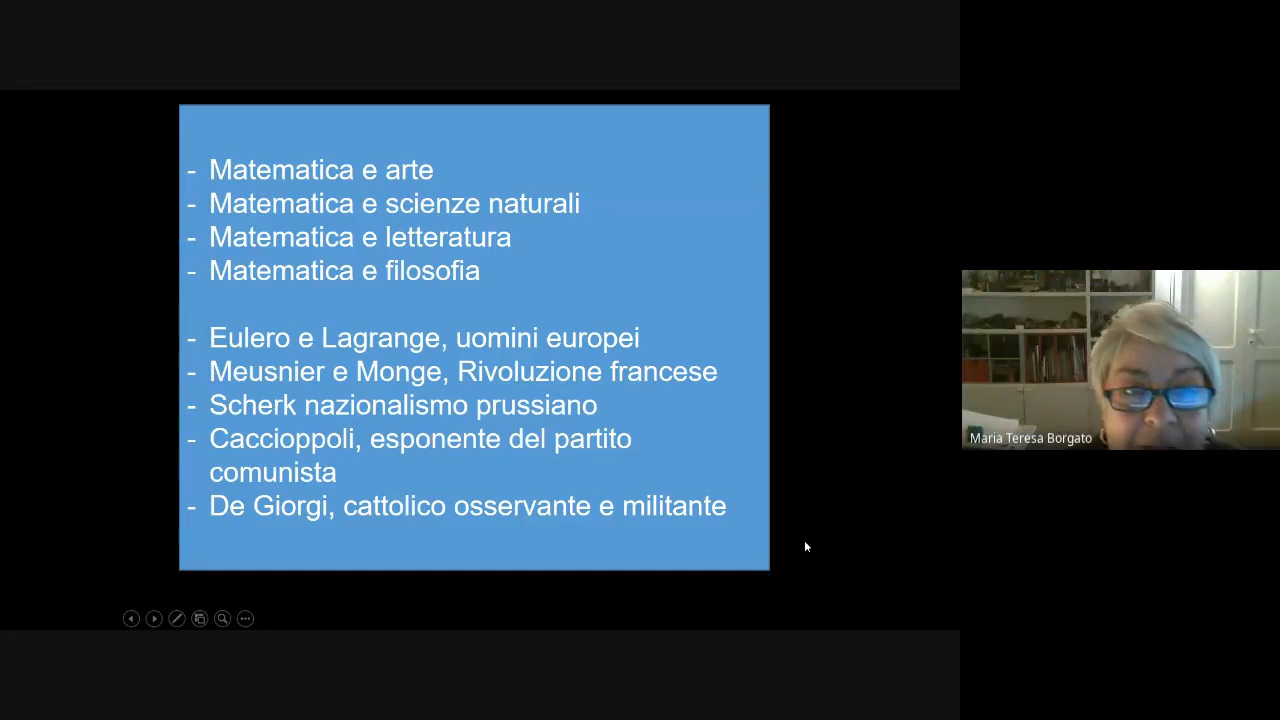 - Matematica e arte
- Matematica e scienze naturali
- Matematica e letteratura
- Matematica e filosofia
- Eulero e Lagrange, uomini europei
- Meusnier e Monge, Rivoluzione francese
- Scherk nazionalismo prussiano
- Caccioppoli, esponente del partito
comunista
- De Giorgi, cattolico osservante e militante
Maria Teresa Borgato